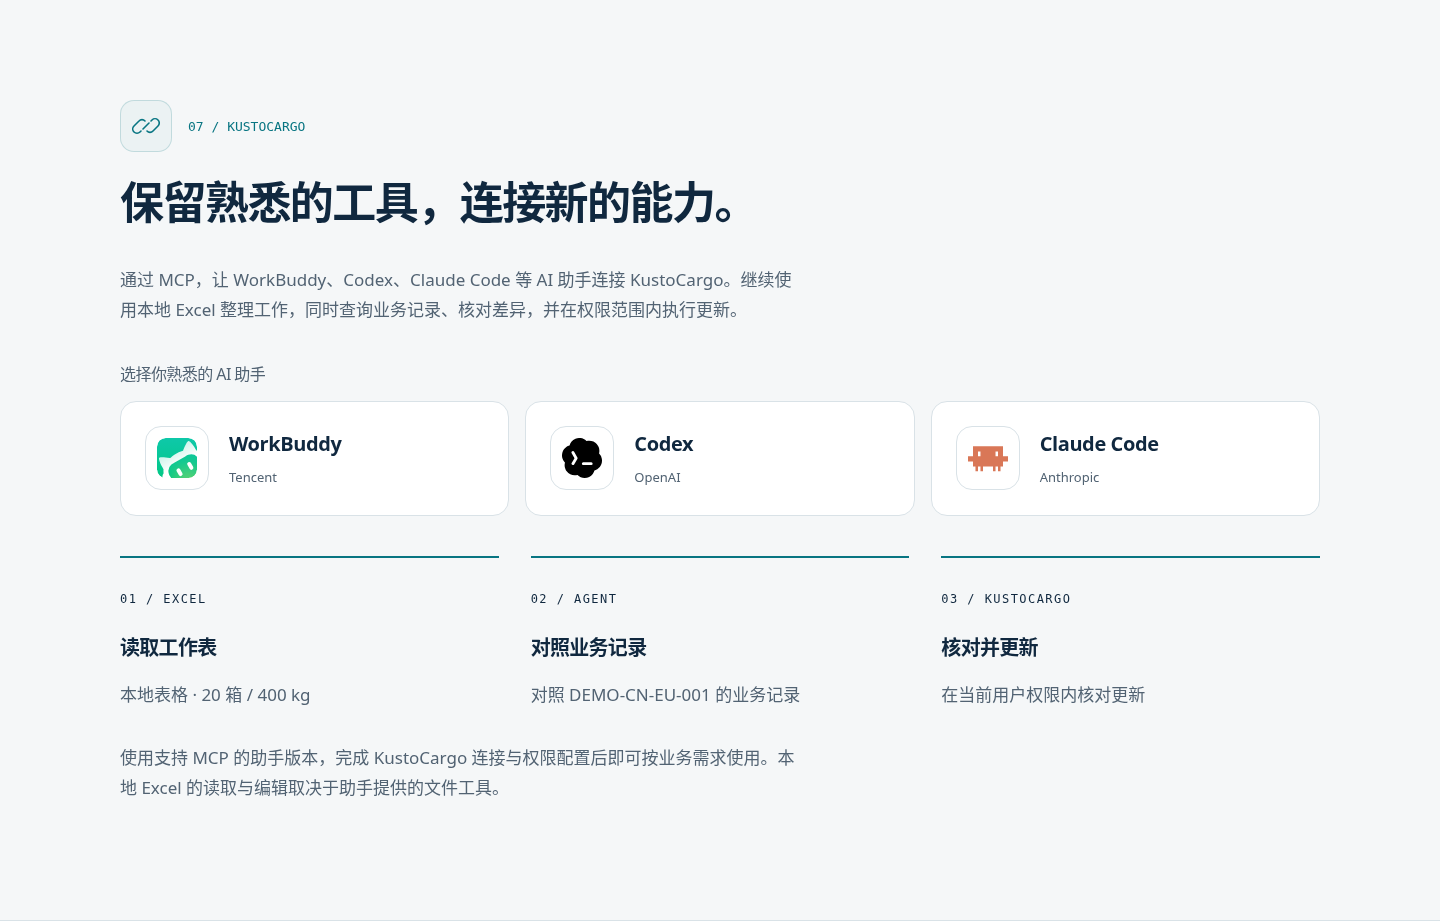 07 / KUSTOCARGO
保留熟悉的工具，连接新的能力。
通过 MCP，让 WorkBuddy、Codex、Claude Code 等 AI 助手连接 KustoCargo。继续使
用本地 Excel 整理工作，同时查询业务记录、核对差异，并在权限范围内执行更新。
选择你熟悉的 AI 助手
WorkBuddy
Tencent
Codex
OpenAI
Claude Code
Anthropic
01 / EXCEL
读取工作表
本地表格 · 20 箱 / 400 kg
02 / AGENT
对照业务记录
对照 DEMO-CN-EU-001 的业务记录
03 / KUSTOCARGO
核对并更新
在当前用户权限内核对更新
使用支持 MCP 的助手版本，完成 KustoCargo 连接与权限配置后即可按业务需求使用。本
地 Excel 的读取与编辑取决于助手提供的文件工具。